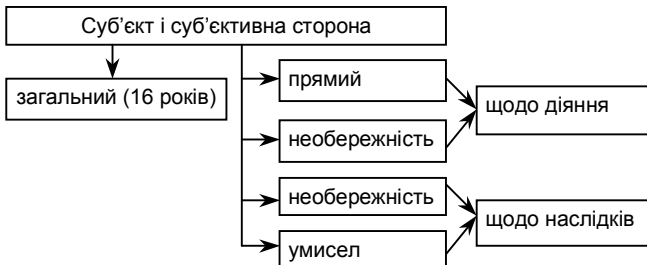 Суб’єкт і суб’єктивна сторона
загальний (16 років)
прямий
необережність
щодо діяння
необережність
умисел
щодо наслідків